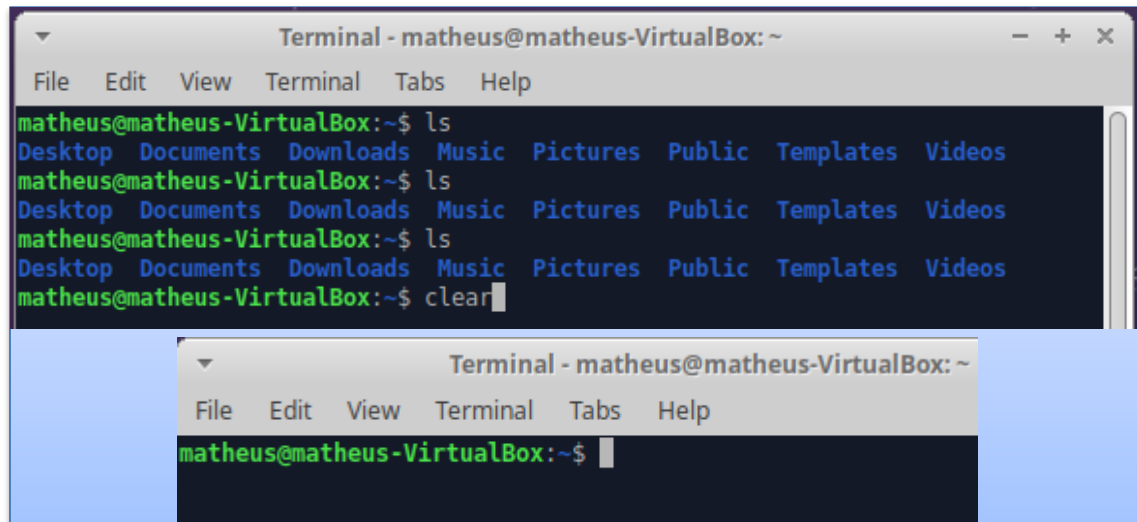 Terminal - matheus@matheus-VirtualBox: ~
File Edit View Terminal Tabs Help
matheus@matheus-VirtualBox:~$ ls
Desktop Documents Downloads Music Pictures Public Templates Videos
matheus@matheus-VirtualBox:~$ ls
Desktop Documents Downloads Music Pictures Public Templates Videos
matheus@matheus-VirtualBox:~$ ls
Desktop Documents Downloads Music Pictures Public Templates Videos
matheus@matheus-VirtualBox:~$ clear
Terminal - matheus@matheus-VirtualBox: ~
File Edit View Terminal Tabs Help
matheus@matheus-VirtualBox:~$